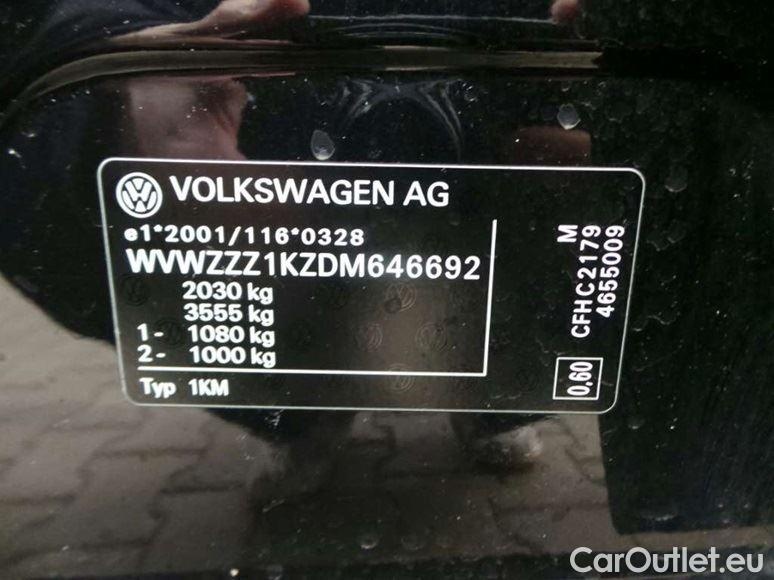 VOLKSWAGEN AG
e1*2001/116*0328
WVWZZZ1KZDM646692
2030 kg
3555 kg
1- 1080 kg
2- 1000 kg
Typ 1KM
M
CFHC2179
4655009
0,60
CarOutlet.eu